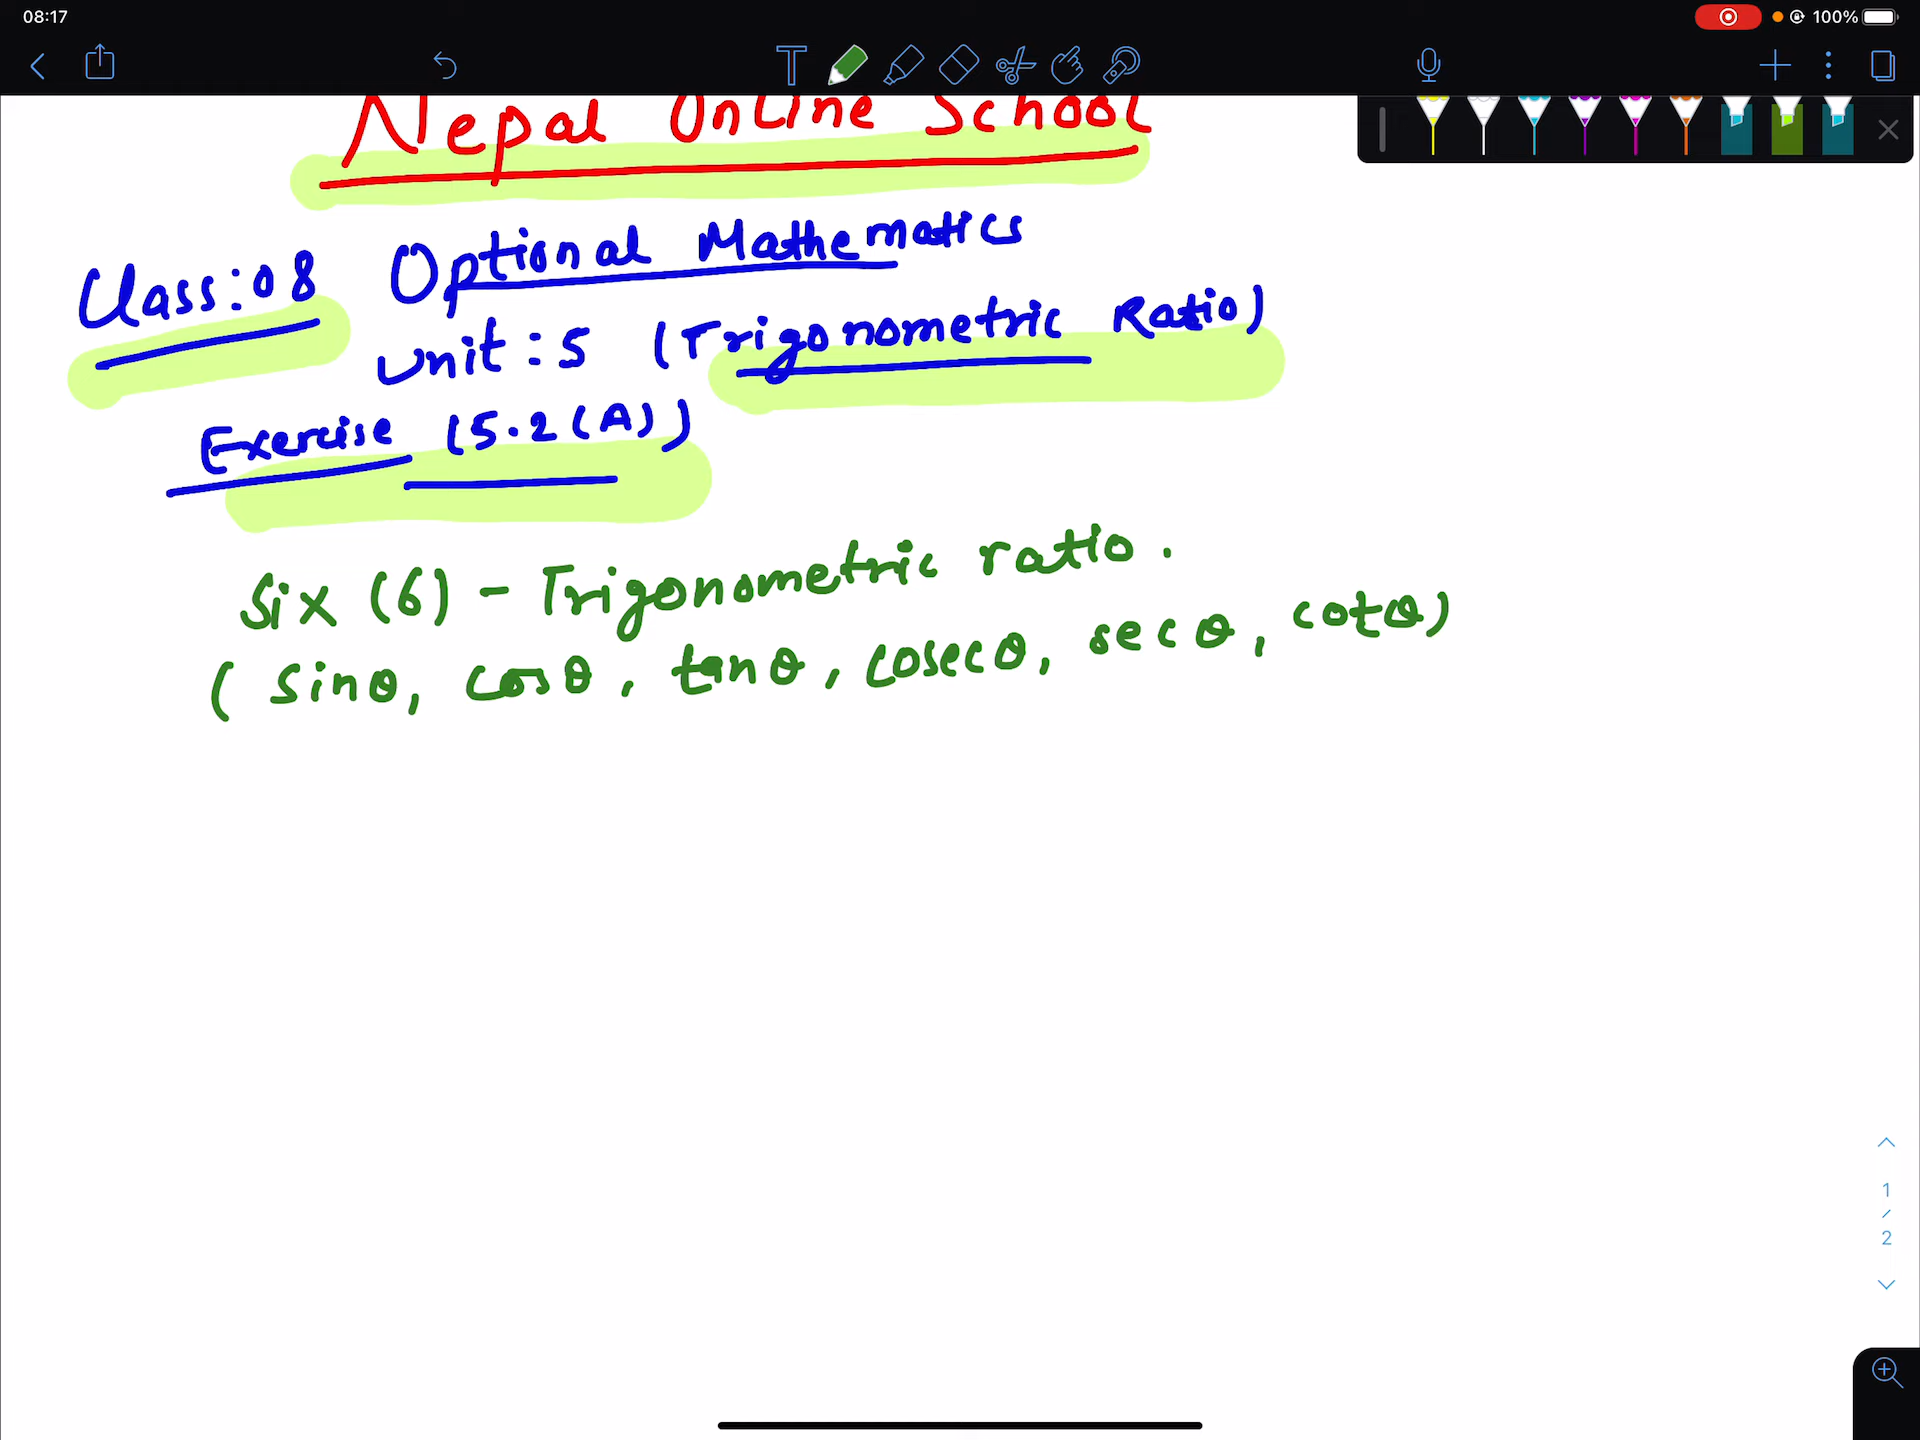 08:17
100%
Nepal Online School
Class:08 Optional Mathematics
Unit:5 (Trigonometric Ratio)
Exercise (5.2(A))
Six (6) - Trigonometric ratio.
( sinθ, cosθ, tanθ, cosecθ, secθ, cotθ)
1
/
2